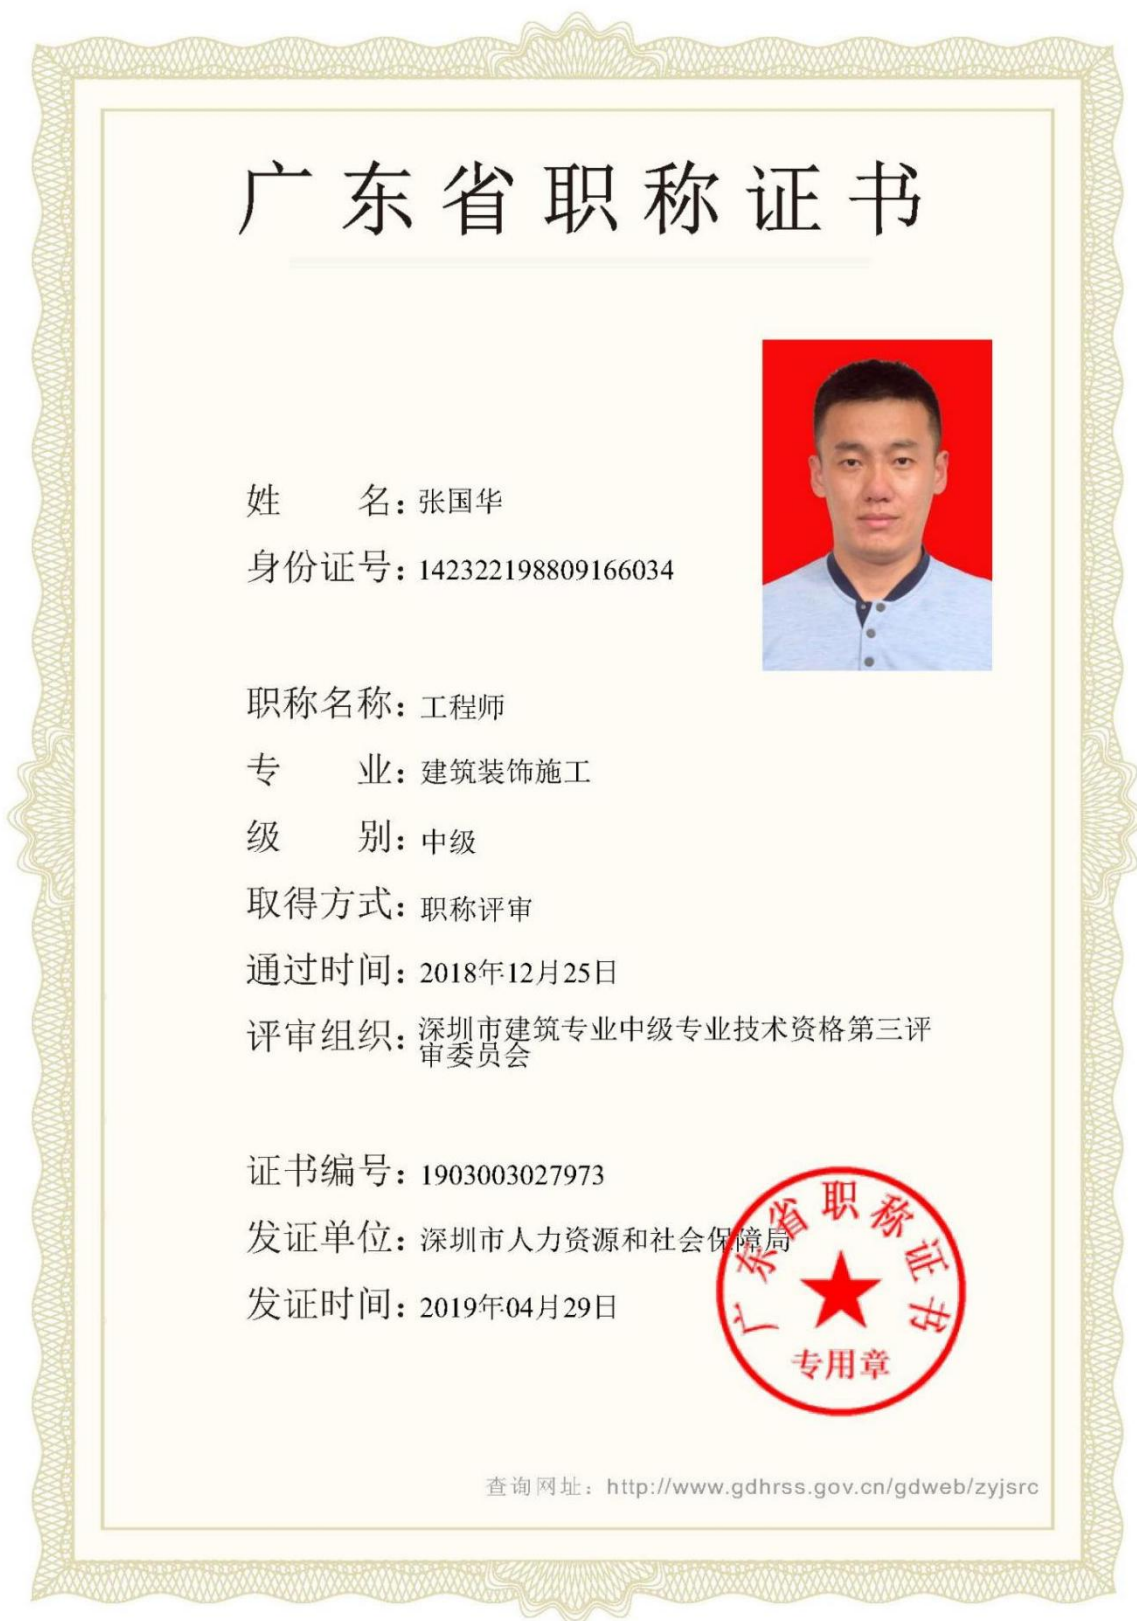 广东省职称证书
姓 名：张国华
身份证号：142322198809166034
职称名称：工程师
专 业：建筑装饰施工
级 别：中级
取得方式：职称评审
通过时间：2018年12月25日
评审组织：深圳市建筑专业中级专业技术资格第三评
审委员会
证书编号：1903003027973
发证单位：深圳市人力资源和社会保障局
发证时间：2019年04月29日
广东省职称证书
专用章
查询网址：http://www.gdhrss.gov.cn/gdweb/zyjsrc